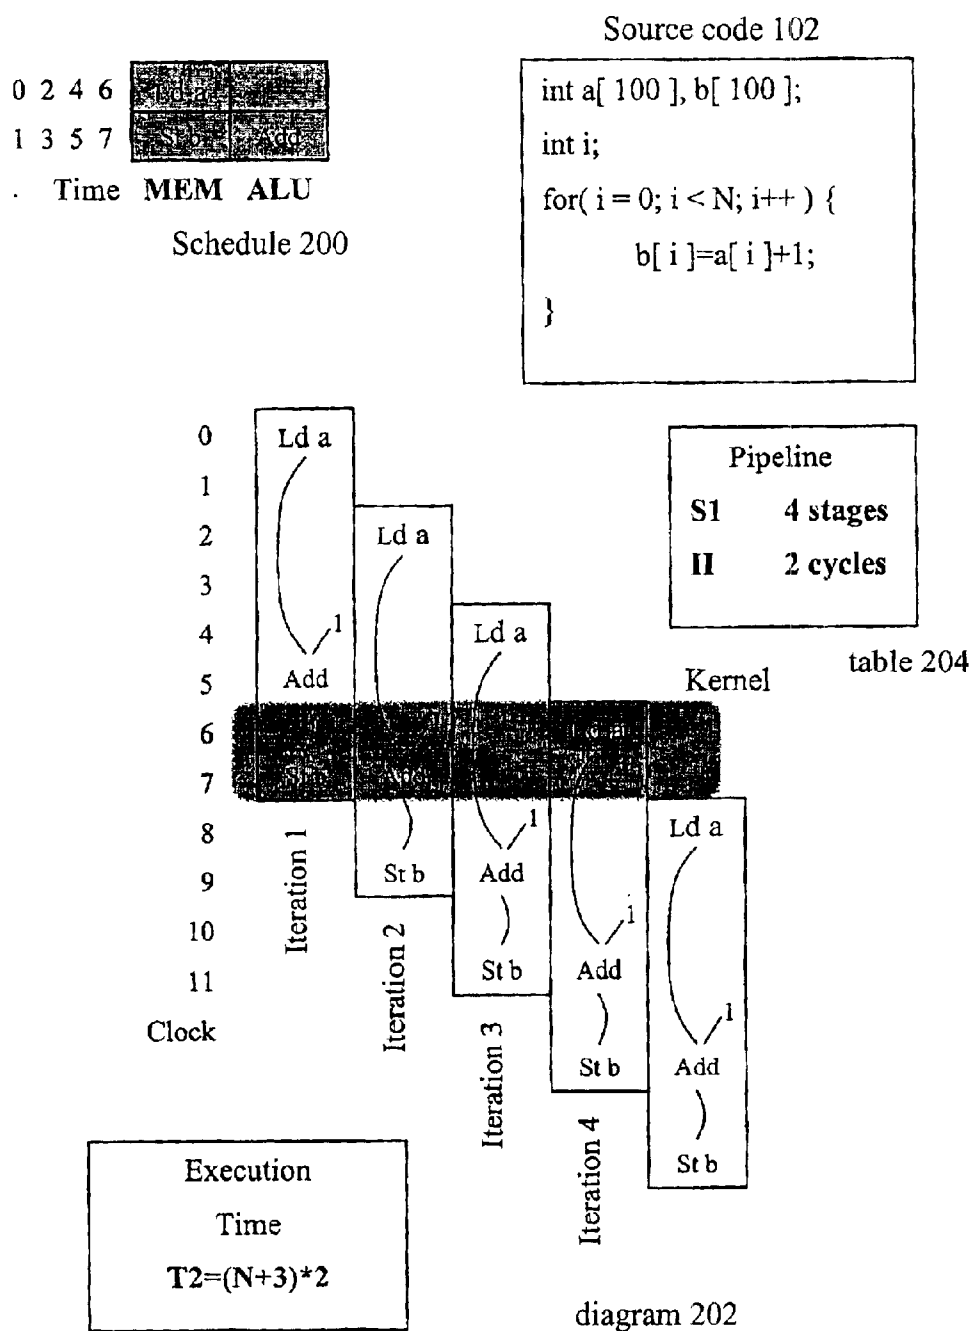 Source code 102
int a[ 100 ], b[ 100 ];
int i;
for( i = 0; i < N; i++ ) {
b[ i ]=a[ i ]+1;
}
0 2 4 6 Ld a
1 3 5 7 St b Add
Time MEM ALU
Schedule 200
Pipeline
S1 4 stages
II 2 cycles
table 204
Kernel
0 Ld a
1
2 Ld a
3
4 1 Ld a
5 Add
6 Ld a
7
8 1 Ld a
9 St b Add
10 1
11 St b Add
Clock
1
St b Add
St b
Iteration 1
Iteration 2
Iteration 3
Iteration 4
Execution
Time
T2=(N+3)*2
diagram 202